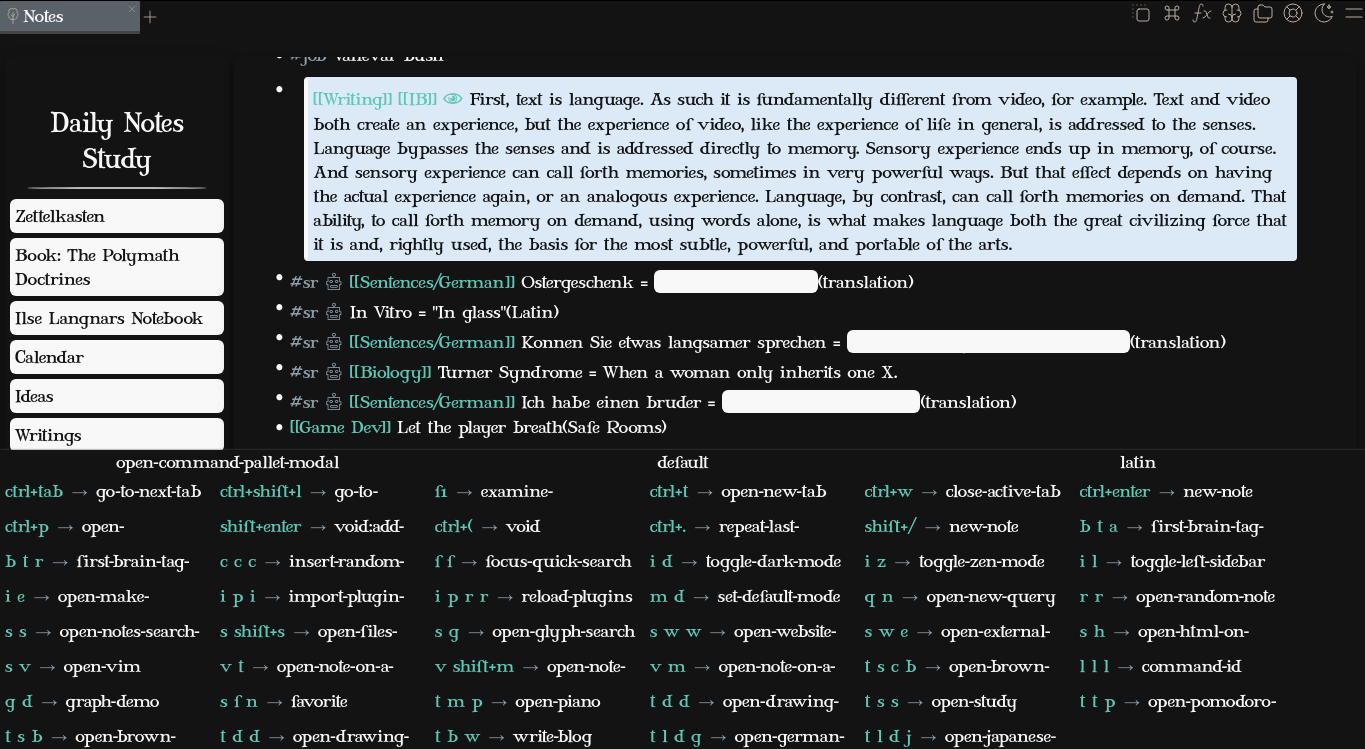 Notes
Daily Notes
Study
Zettelkasten
Book: The Polymath
Doctrines
Ilse Langnars Notebook
Calendar
Ideas
Writings
#job Vanevar Bush
[[Writing]] [[IB]] First, text is language. As such it is fundamentally different from video, for example. Text and video
both create an experience, but the experience of video, like the experience of life in general, is addressed to the senses.
Language bypasses the senses and is addressed directly to memory. Sensory experience ends up in memory, of course.
And sensory experience can call forth memories, sometimes in very powerful ways. But that effect depends on having
the actual experience again, or an analogous experience. Language, by contrast, can call forth memories on demand. That
ability, to call forth memory on demand, using words alone, is what makes language both the great civilizing force that
it is and, rightly used, the basis for the most subtle, powerful, and portable of the arts.
#sr [[Sentences/German]] Ostergeschenk = (translation)
#sr In Vitro = "In glass"(Latin)
#sr [[Sentences/German]] Konnen Sie etwas langsamer sprechen = (translation)
#sr [[Biology]] Turner Syndrome = When a woman only inherits one X.
#sr [[Sentences/German]] Ich habe einen bruder = (translation)
[[Game Dev]] Let the player breath(Safe Rooms)
open-command-pallet-modal default latin
ctrl+tab → go-to-next-tab ctrl+shift+l → go-to- f1 → examine- ctrl+t → open-new-tab ctrl+w → close-active-tab ctrl+enter → new-note
ctrl+p → open- shift+enter → void:add- ctrl+( → void ctrl+. → repeat-last- shift+/ → new-note b t a → first-brain-tag-
b t r → first-brain-tag- c c c → insert-random- f f → focus-quick-search i d → toggle-dark-mode i z → toggle-zen-mode i l → toggle-left-sidebar
i e → open-make- i p i → import-plugin- i p r r → reload-plugins m d → set-default-mode q n → open-new-query r r → open-random-note
s s → open-notes-search- s shift+s → open-files- s g → open-glyph-search s w w → open-website- s w e → open-external- s h → open-html-on-
s v → open-vim v t → open-note-on-a- v shift+m → open-note- v m → open-note-on-a- t s c b → open-brown- l l l → command-id
g d → graph-demo s f n → favorite t m p → open-piano t d d → open-drawing- t s s → open-study t t p → open-pomodoro-
t s b → open-brown- t d d → open-drawing- t b w → write-blog t l d g → open-german- t l d j → open-japanese-